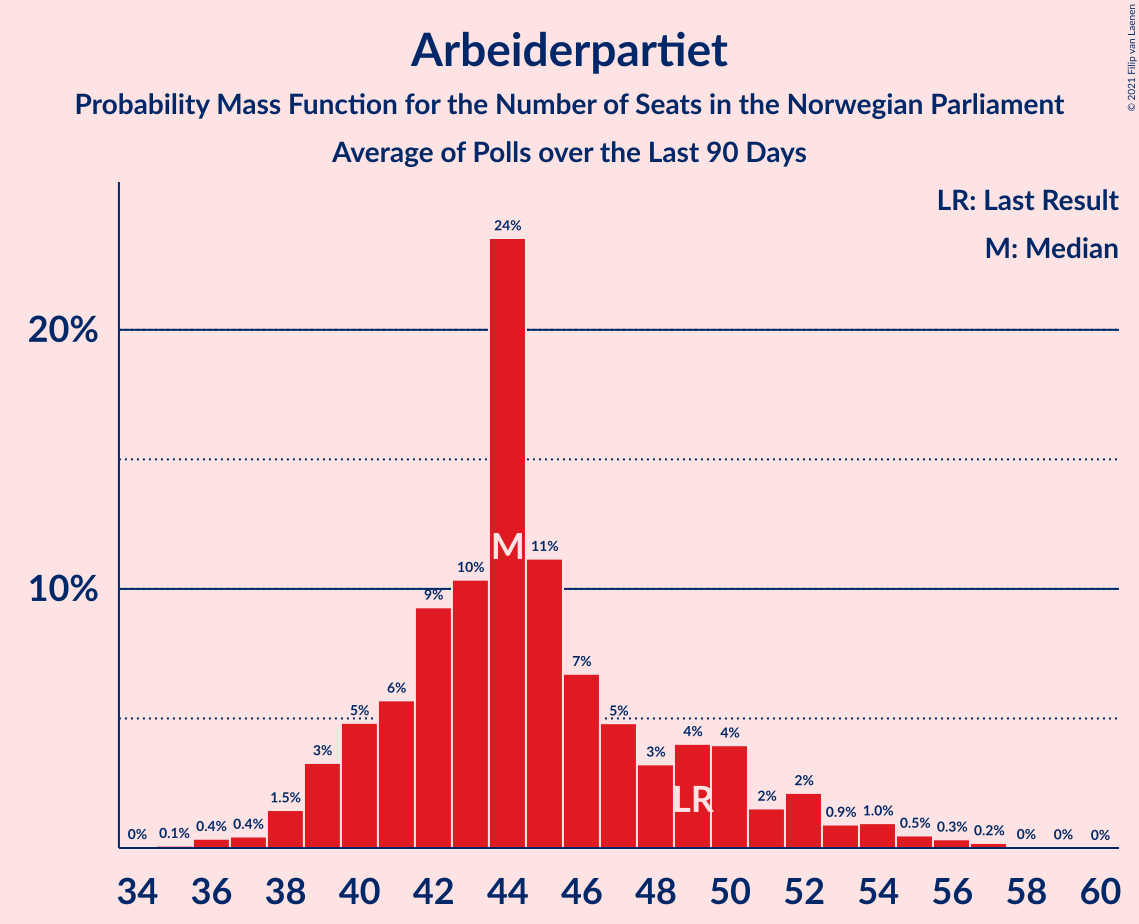 Arbeiderpartiet
Probability Mass Function for the Number of Seats in the Norwegian Parliament
Average of Polls over the Last 90 Days
© 2021 Filip van Laenen
LR: Last Result
M: Median
20%
10%
0% 0.1% 0.4% 0.4% 1.5% 3% 5% 6% 9% 10% 24% 11% 7% 5% 3% 4% 4% 2% 2% 0.9% 1.0% 0.5% 0.3% 0.2% 0% 0% 0%
M
LR
34 36 38 40 42 44 46 48 50 52 54 56 58 60